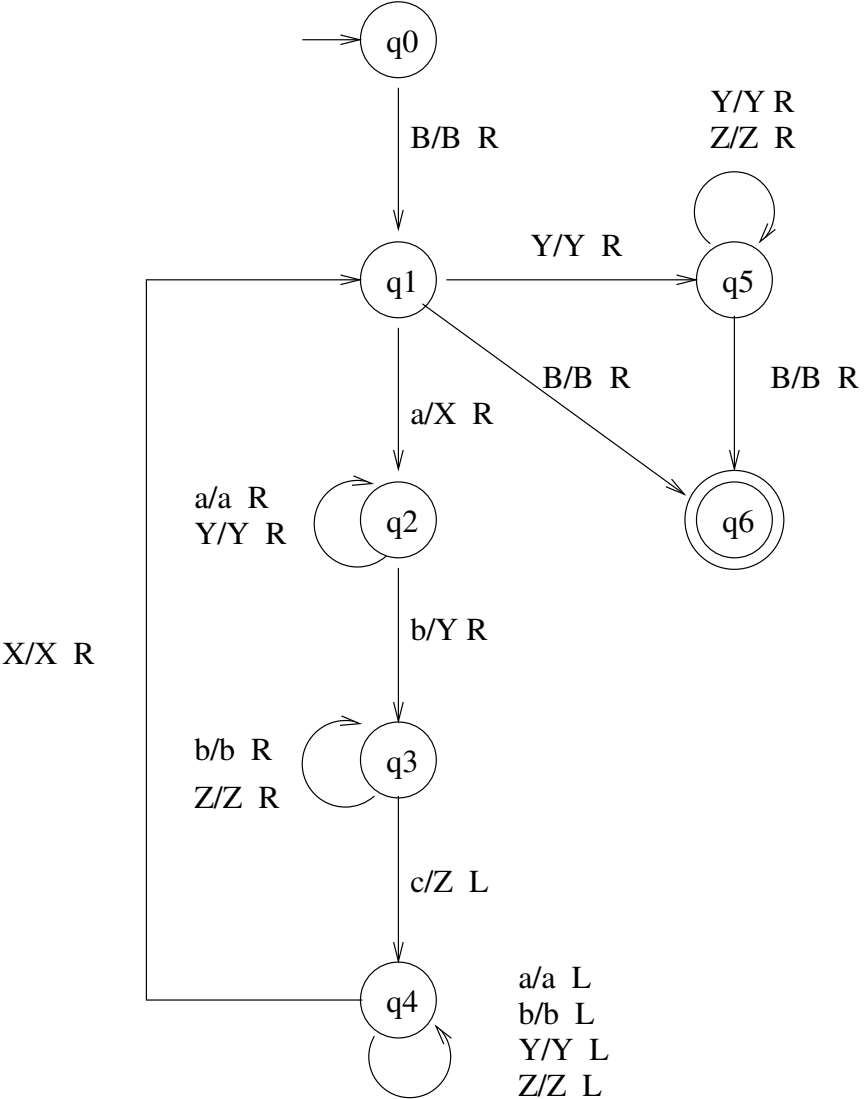 q0
Y/Y R
Z/Z R
B/B R
Y/Y R
q1
q5
B/B R
B/B R
a/X R
a/a R
Y/Y R
q2
q6
b/Y R
X/X R
b/b R
Z/Z R
q3
c/Z L
q4
a/a L
b/b L
Y/Y L
Z/Z L